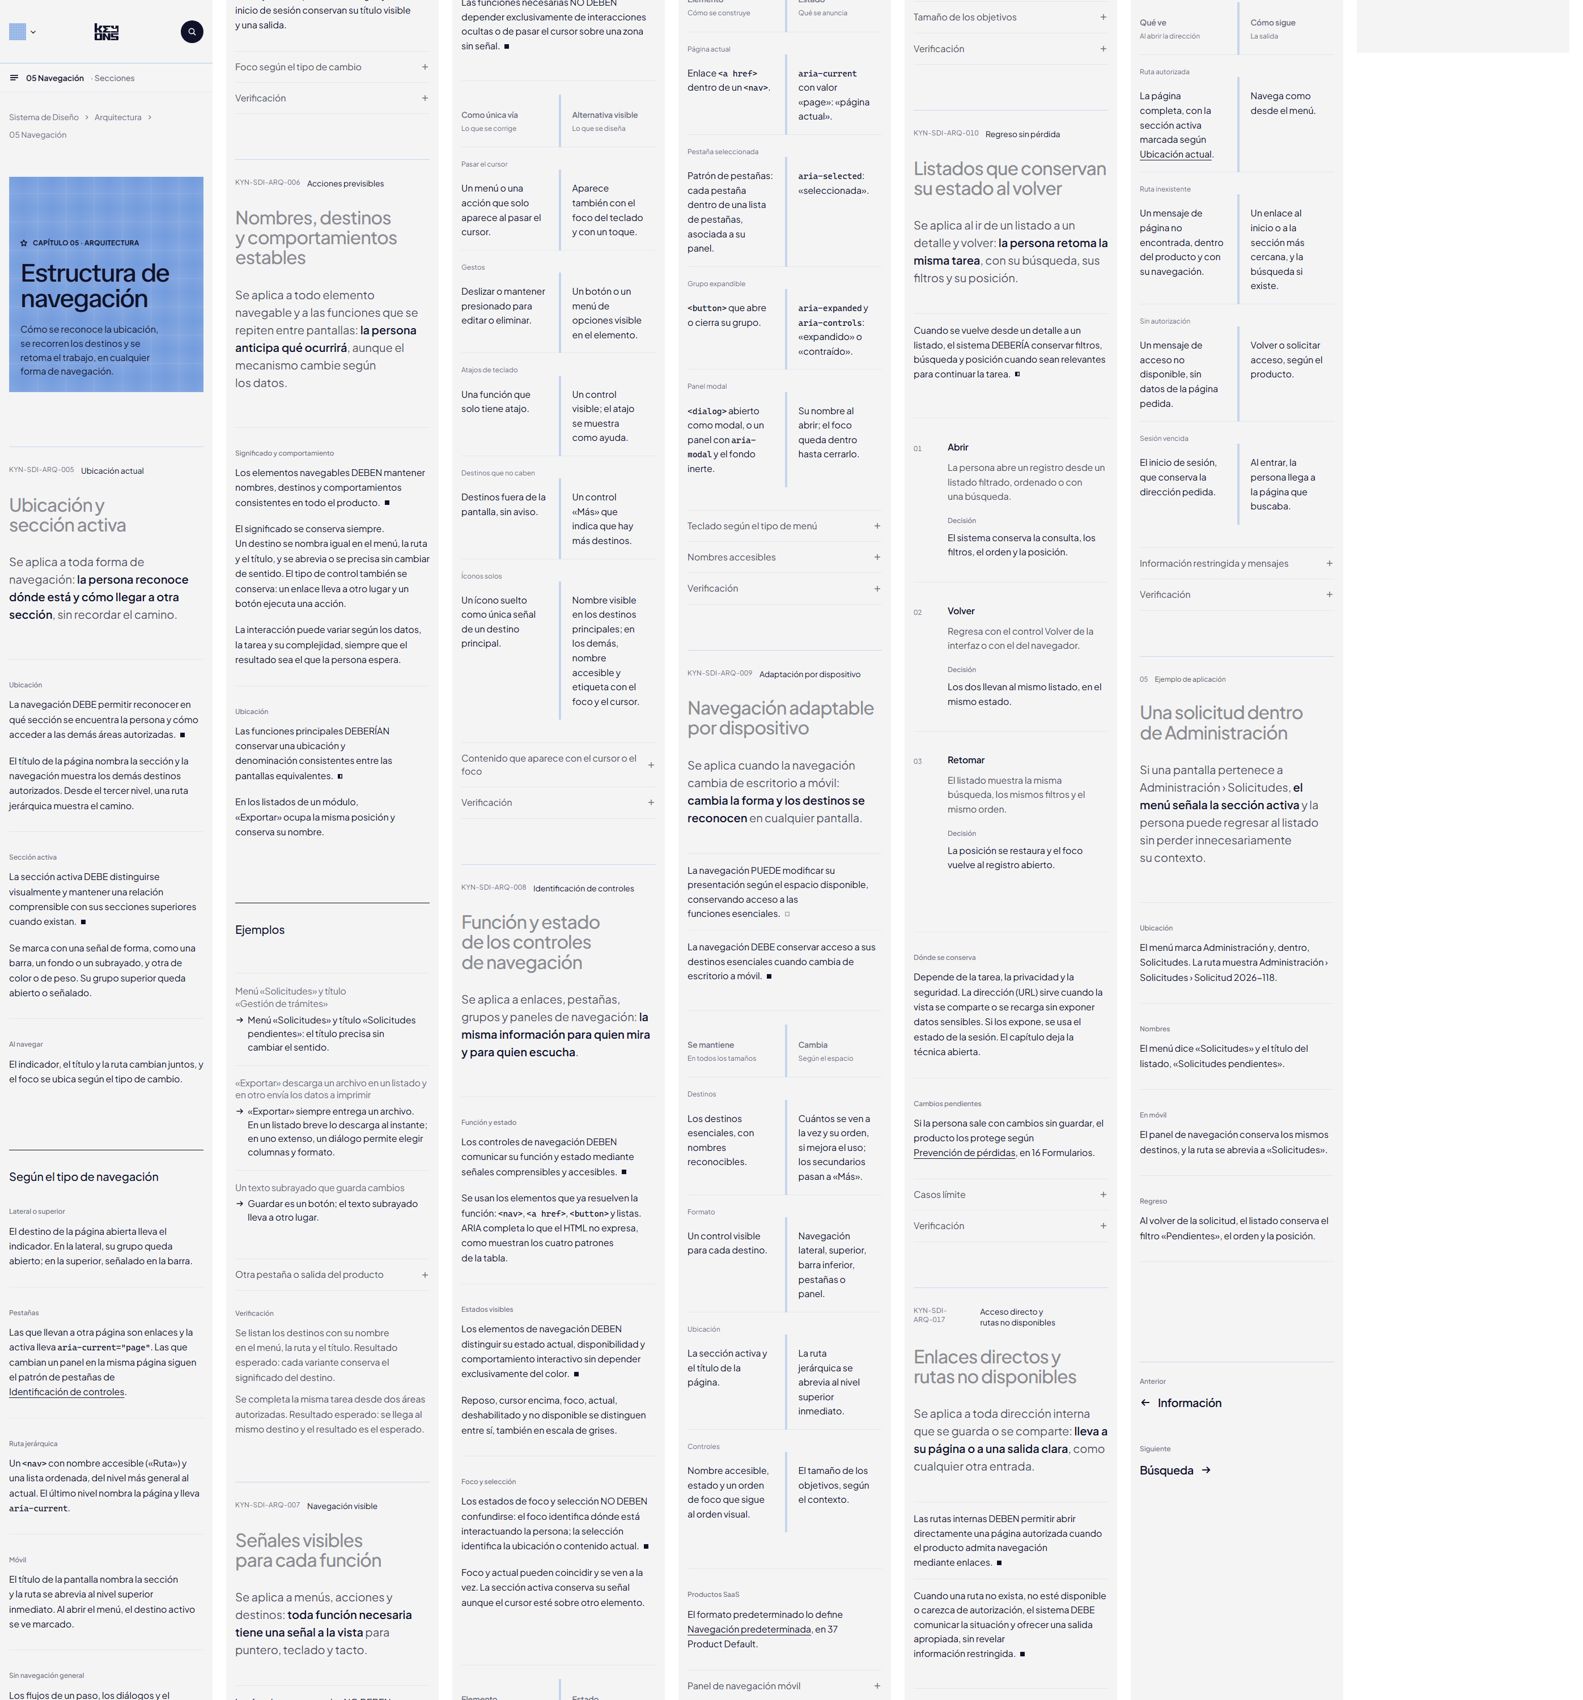 KEY
ONS
05 Navegación · Secciones
Sistema de Diseño › Arquitectura ›
05 Navegación
CAPÍTULO 05 · ARQUITECTURA
Estructura de
navegación
Cómo se reconoce la ubicación,
se recorren los destinos y se
retoma el trabajo, en cualquier
forma de navegación.
KYN-SDI-ARQ-005 Ubicación actual
Ubicación y
sección activa
Se aplica a toda forma de
navegación: la persona reconoce
dónde está y cómo llegar a otra
sección, sin recordar el camino.
Ubicación
La navegación DEBE permitir reconocer en
qué sección se encuentra la persona y cómo
acceder a las demás áreas autorizadas.
El título de la página nombra la sección y la
navegación muestra los demás destinos
autorizados. Desde el tercer nivel, una ruta
jerárquica muestra el camino.
Sección activa
La sección activa DEBE distinguirse
visualmente y mantener una relación
comprensible con sus secciones superiores
cuando existan.
Se marca con una señal de forma, como una
barra, un fondo o un subrayado, y otra de
color o de peso. Su grupo superior queda
abierto o señalado.
Al navegar
El indicador, el título y la ruta cambian juntos, y
el foco se ubica según el tipo de cambio.
Según el tipo de navegación
Lateral o superior
El destino de la página abierta lleva el
indicador. En la lateral, su grupo queda
abierto; en la superior, señalado en la barra.
Pestañas
Las que llevan a otra página son enlaces y la
activa lleva aria-current="page". Las que
cambian un panel en la misma página siguen
el patrón de pestañas de
Identificación de controles.
Ruta jerárquica
Un <nav> con nombre accesible («Ruta») y
una lista ordenada, del nivel más general al
actual. El último nivel nombra la página y lleva
aria-current.
Móvil
El título de la pantalla nombra la sección
y la ruta se abrevia al nivel superior
inmediato. Al abrir el menú, el destino activo
se ve marcado.
Sin navegación general
Los flujos de un paso, los diálogos y el
inicio de sesión conservan su título visible
y una salida.
Foco según el tipo de cambio +
Verificación +
KYN-SDI-ARQ-006 Acciones previsibles
Nombres, destinos
y comportamientos
estables
Se aplica a todo elemento
navegable y a las funciones que se
repiten entre pantallas: la persona
anticipa qué ocurrirá, aunque el
mecanismo cambie según
los datos.
Significado y comportamiento
Los elementos navegables DEBEN mantener
nombres, destinos y comportamientos
consistentes en todo el producto.
El significado se conserva siempre.
Un destino se nombra igual en el menú, la ruta
y el título, y se abrevia o se precisa sin cambiar
de sentido. El tipo de control también se
conserva: un enlace lleva a otro lugar y un
botón ejecuta una acción.
La interacción puede variar según los datos,
la tarea y su complejidad, siempre que el
resultado sea el que la persona espera.
Ubicación
Las funciones principales DEBERÍAN
conservar una ubicación y
denominación consistentes entre las
pantallas equivalentes.
En los listados de un módulo,
«Exportar» ocupa la misma posición y
conserva su nombre.
Ejemplos
Menú «Solicitudes» y título
«Gestión de trámites»
→ Menú «Solicitudes» y título «Solicitudes
pendientes»: el título precisa sin
cambiar el sentido.
«Exportar» descarga un archivo en un listado y
en otro envía los datos a imprimir
→ «Exportar» siempre entrega un archivo.
En un listado breve lo descarga al instante;
en uno extenso, un diálogo permite elegir
columnas y formato.
Un texto subrayado que guarda cambios
→ Guardar es un botón; el texto subrayado
lleva a otro lugar.
Otra pestaña o salida del producto +
Verificación
Se listan los destinos con su nombre
en el menú, la ruta y el título. Resultado
esperado: cada variante conserva el
significado del destino.
Se completa la misma tarea desde dos áreas
autorizadas. Resultado esperado: se llega al
mismo destino y el resultado es el esperado.
KYN-SDI-ARQ-007 Navegación visible
Señales visibles
para cada función
Se aplica a menús, acciones y
destinos: toda función necesaria
tiene una señal a la vista para
puntero, teclado y tacto.
Las funciones necesarias NO DEBEN
depender exclusivamente de interacciones
ocultas o de pasar el cursor sobre una zona
sin señal.
Como única vía
Lo que se corrige
Alternativa visible
Lo que se diseña
Pasar el cursor
Un menú o una
acción que solo
aparece al pasar el
cursor.
Aparece
también con el
foco del teclado
y con un toque.
Gestos
Deslizar o mantener
presionado para
editar o eliminar.
Un botón o un
menú de
opciones visible
en el elemento.
Atajos de teclado
Una función que
solo tiene atajo.
Un control
visible; el atajo
se muestra
como ayuda.
Destinos que no caben
Destinos fuera de la
pantalla, sin aviso.
Un control
«Más» que
indica que hay
más destinos.
Íconos solos
Un ícono suelto
como única señal
de un destino
principal.
Nombre visible
en los destinos
principales; en
los demás,
nombre
accesible y
etiqueta con el
foco y el cursor.
Contenido que aparece con el cursor o el
foco +
Verificación +
KYN-SDI-ARQ-008 Identificación de controles
Función y estado
de los controles
de navegación
Se aplica a enlaces, pestañas,
grupos y paneles de navegación: la
misma información para quien mira
y para quien escucha.
Función y estado
Los controles de navegación DEBEN
comunicar su función y estado mediante
señales comprensibles y accesibles.
Se usan los elementos que ya resuelven la
función: <nav>, <a href>, <button> y listas.
ARIA completa lo que el HTML no expresa,
como muestran los cuatro patrones
de la tabla.
Estados visibles
Los elementos de navegación DEBEN
distinguir su estado actual, disponibilidad y
comportamiento interactivo sin depender
exclusivamente del color.
Reposo, cursor encima, foco, actual,
deshabilitado y no disponible se distinguen
entre sí, también en escala de grises.
Foco y selección
Los estados de foco y selección NO DEBEN
confundirse: el foco identifica dónde está
interactuando la persona; la selección
identifica la ubicación o contenido actual.
Foco y actual pueden coincidir y se ven a la
vez. La sección activa conserva su señal
aunque el cursor esté sobre otro elemento.
Elemento
Cómo se construye
Estado
Qué se anuncia
Página actual
Enlace <a href>
dentro de un <nav>.
aria-current
con valor
«page»: «página
actual».
Pestaña seleccionada
Patrón de pestañas:
cada pestaña
dentro de una lista
de pestañas,
asociada a su
panel.
aria-selected:
«seleccionada».
Grupo expandible
<button> que abre
o cierra su grupo.
aria-expanded y
aria-controls:
«expandido» o
«contraído».
Panel modal
<dialog> abierto
como modal, o un
panel con aria-
modal y el fondo
inerte.
Su nombre al
abrir; el foco
queda dentro
hasta cerrarlo.
Teclado según el tipo de menú +
Nombres accesibles +
Verificación +
KYN-SDI-ARQ-009 Adaptación por dispositivo
Navegación adaptable
por dispositivo
Se aplica cuando la navegación
cambia de escritorio a móvil:
cambia la forma y los destinos se
reconocen en cualquier pantalla.
La navegación PUEDE modificar su
presentación según el espacio disponible,
conservando acceso a las
funciones esenciales.
La navegación DEBE conservar acceso a sus
destinos esenciales cuando cambia de
escritorio a móvil.
Se mantiene
En todos los tamaños
Cambia
Según el espacio
Destinos
Los destinos
esenciales, con
nombres
reconocibles.
Cuántos se ven a
la vez y su orden,
si mejora el uso;
los secundarios
pasan a «Más».
Formato
Un control visible
para cada destino.
Navegación
lateral, superior,
barra inferior,
pestañas o
panel.
Ubicación
La sección activa y
el título de la
página.
La ruta
jerárquica se
abrevia al nivel
superior
inmediato.
Controles
Nombre accesible,
estado y un orden
de foco que sigue
al orden visual.
El tamaño de los
objetivos, según
el contexto.
Productos SaaS
El formato predeterminado lo define
Navegación predeterminada, en 37
Product Default.
Panel de navegación móvil +
Tamaño de los objetivos +
Verificación +
KYN-SDI-ARQ-010 Regreso sin pérdida
Listados que conservan
su estado al volver
Se aplica al ir de un listado a un
detalle y volver: la persona retoma la
misma tarea, con su búsqueda, sus
filtros y su posición.
Cuando se vuelve desde un detalle a un
listado, el sistema DEBERÍA conservar filtros,
búsqueda y posición cuando sean relevantes
para continuar la tarea.
01 Abrir
La persona abre un registro desde un
listado filtrado, ordenado o con
una búsqueda.
Decisión
El sistema conserva la consulta, los
filtros, el orden y la posición.
02 Volver
Regresa con el control Volver de la
interfaz o con el del navegador.
Decisión
Los dos llevan al mismo listado, en el
mismo estado.
03 Retomar
El listado muestra la misma
búsqueda, los mismos filtros y el
mismo orden.
Decisión
La posición se restaura y el foco
vuelve al registro abierto.
Dónde se conserva
Depende de la tarea, la privacidad y la
seguridad. La dirección (URL) sirve cuando la
vista se comparte o se recarga sin exponer
datos sensibles. Si los expone, se usa el
estado de la sesión. El capítulo deja la
técnica abierta.
Cambios pendientes
Si la persona sale con cambios sin guardar, el
producto los protege según
Prevención de pérdidas, en 16 Formularios.
Casos límite +
Verificación +
KYN-SDI-
ARQ-017
Acceso directo y
rutas no disponibles
Enlaces directos y
rutas no disponibles
Se aplica a toda dirección interna
que se guarda o se comparte: lleva a
su página o a una salida clara, como
cualquier otra entrada.
Las rutas internas DEBEN permitir abrir
directamente una página autorizada cuando
el producto admita navegación
mediante enlaces.
Cuando una ruta no exista, no esté disponible
o carezca de autorización, el sistema DEBE
comunicar la situación y ofrecer una salida
apropiada, sin revelar
información restringida.
Qué ve
Al abrir la dirección
Cómo sigue
La salida
Ruta autorizada
La página
completa, con la
sección activa
marcada según
Ubicación actual.
Navega como
desde el menú.
Ruta inexistente
Un mensaje de
página no
encontrada, dentro
del producto y con
su navegación.
Un enlace al
inicio o a la
sección más
cercana, y la
búsqueda si
existe.
Sin autorización
Un mensaje de
acceso no
disponible, sin
datos de la página
pedida.
Volver o solicitar
acceso, según el
producto.
Sesión vencida
El inicio de sesión,
que conserva la
dirección pedida.
Al entrar, la
persona llega a
la página que
buscaba.
Información restringida y mensajes +
Verificación +
05 Ejemplo de aplicación
Una solicitud dentro
de Administración
Si una pantalla pertenece a
Administración › Solicitudes, el
menú señala la sección activa y la
persona puede regresar al listado
sin perder innecesariamente
su contexto.
Ubicación
El menú marca Administración y, dentro,
Solicitudes. La ruta muestra Administración ›
Solicitudes › Solicitud 2026-118.
Nombres
El menú dice «Solicitudes» y el título del
listado, «Solicitudes pendientes».
En móvil
El panel de navegación conserva los mismos
destinos, y la ruta se abrevia a «Solicitudes».
Regreso
Al volver de la solicitud, el listado conserva el
filtro «Pendientes», el orden y la posición.
Anterior
← Información
Siguiente
Búsqueda →